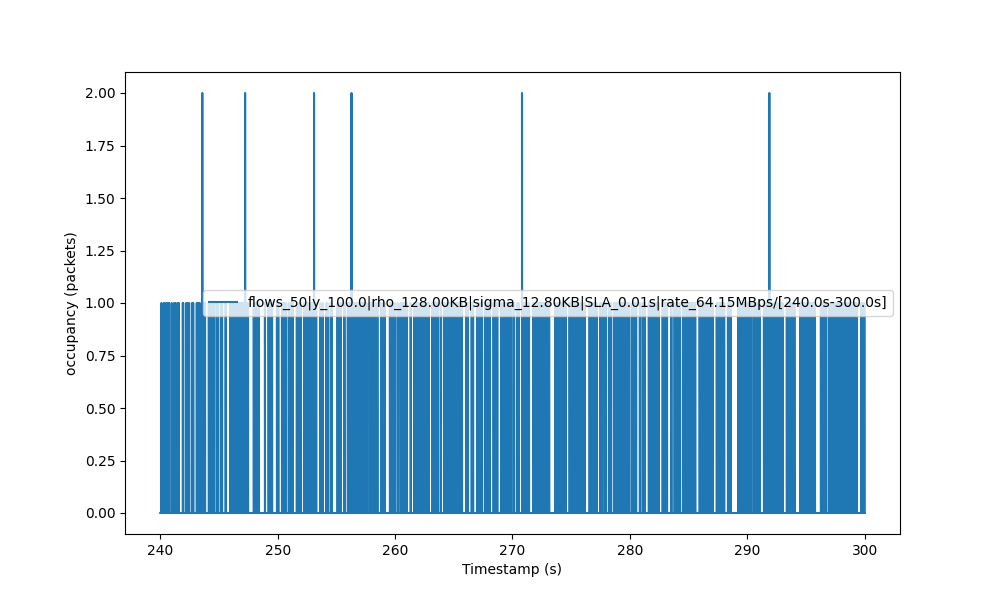 2.00
1.75
1.50
1.25
1.00
0.75
0.50
0.25
0.00
occupancy (packets)
flows_50|y_100.0|rho_128.00KB|sigma_12.80KB|SLA_0.01s|rate_64.15MBps/[240.0s-300.0s]
240 250 260 270 280 290 300
Timestamp (s)